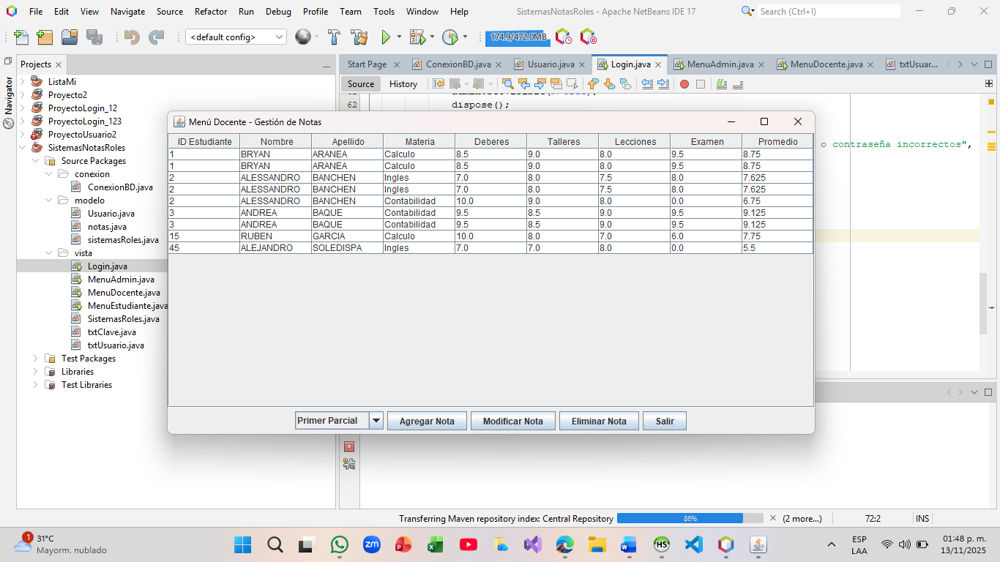 File Edit View Navigate Source Refactor Run Debug Profile Team Tools Window Help SistemasNotasRoles - Apache NetBeans IDE 17 Search (Ctrl+I)
<default config> 174.9/472.0MB
Projects Start Page ConexionBD.java Usuario.java Login.java MenuAdmin.java MenuDocente.java txtUsuar...
Navigator
Source History
ListaMi
Proyecto2
ProyectoLogin_12
ProyectoLogin_123
ProyectoUsuario2
SistemasNotasRoles
Source Packages
conexion
ConexionBD.java
modelo
Usuario.java
notas.java
sistemasRoles.java
vista
Login.java
MenuAdmin.java
MenuDocente.java
MenuEstudiante.java
SistemasRoles.java
txtClave.java
txtUsuario.java
Test Packages
Libraries
Test Libraries
62 dispose();
o contraseña incorrectos",
Menú Docente - Gestión de Notas
ID Estudiante Nombre Apellido Materia Deberes Talleres Lecciones Examen Promedio
1 BRYAN ARANEA Calculo 8.5 9.0 8.0 9.5 8.75
1 BRYAN ARANEA Calculo 8.5 9.0 8.0 9.5 8.75
2 ALESSANDRO BANCHEN Ingles 7.0 8.0 7.5 8.0 7.625
2 ALESSANDRO BANCHEN Ingles 7.0 8.0 7.5 8.0 7.625
2 ALESSANDRO BANCHEN Contabilidad 10.0 9.0 8.0 0.0 6.75
3 ANDREA BAQUE Contabilidad 9.5 8.5 9.0 9.5 9.125
3 ANDREA BAQUE Contabilidad 9.5 8.5 9.0 9.5 9.125
15 RUBEN GARCIA Calculo 10.0 8.0 7.0 6.0 7.75
45 ALEJANDRO SOLEDISPA Ingles 7.0 7.0 8.0 0.0 5.5
Primer Parcial Agregar Nota Modificar Nota Eliminar Nota Salir
Transferring Maven repository index: Central Repository 86% (2 more...) 72:2 INS
1 31°C
Mayorm. nublado
zm
HS
ESP
LAA
01:48 p. m.
13/11/2025